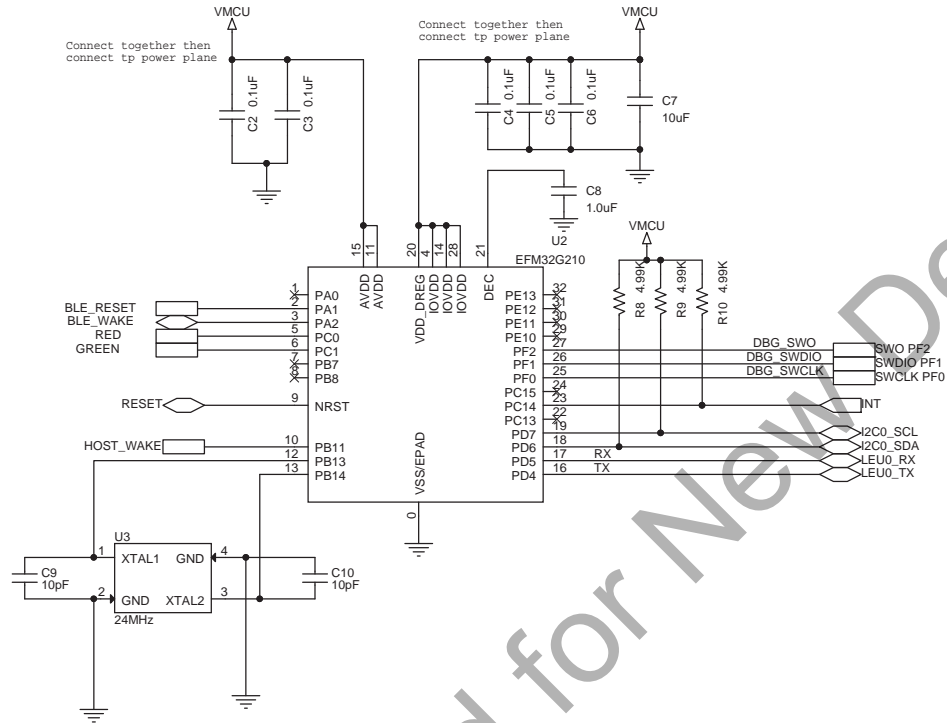 VMCU
VMCU
Connect together then
connect tp power plane
Connect together then
connect tp power plane
C2 0.1uF
C3 0.1uF
C4 0.1uF
C5 0.1uF
C6 0.1uF
C7
10uF
C8
1.0uF
VMCU
U2
EFM32G210
15 AVDD
11 AVDD
20 VDD_DREG
4 IOVDD
14 IOVDD
28 IOVDD
21 DEC
R8 4.99K
R9 4.99K
R10 4.99K
1 PA0
BLE_RESET 2 PA1
BLE_WAKE 3 PA2
RED 5 PC0
GREEN 6 PC1
7 PB7
8 PB8
RESET 9 NRST
HOST_WAKE 10 PB11
12 PB13
13 PB14
PE13 32
PE12 31
PE11 30
PE10 29
PF2 27 DBG_SWO SWO PF2
PF1 26 DBG_SWDIO SWDIO PF1
PF0 25 DBG_SWCLK SWCLK PF0
PC15 24
PC14 23 INT
PC13 22
PD7 19 I2C0_SCL
PD6 18 I2C0_SDA
PD5 17 RX LEU0_RX
PD4 16 TX LEU0_TX
VSS/EPAD
0
U3
1 XTAL1 GND 4
2 GND XTAL2 3
24MHz
C9
10pF
C10
10pF
d for New De